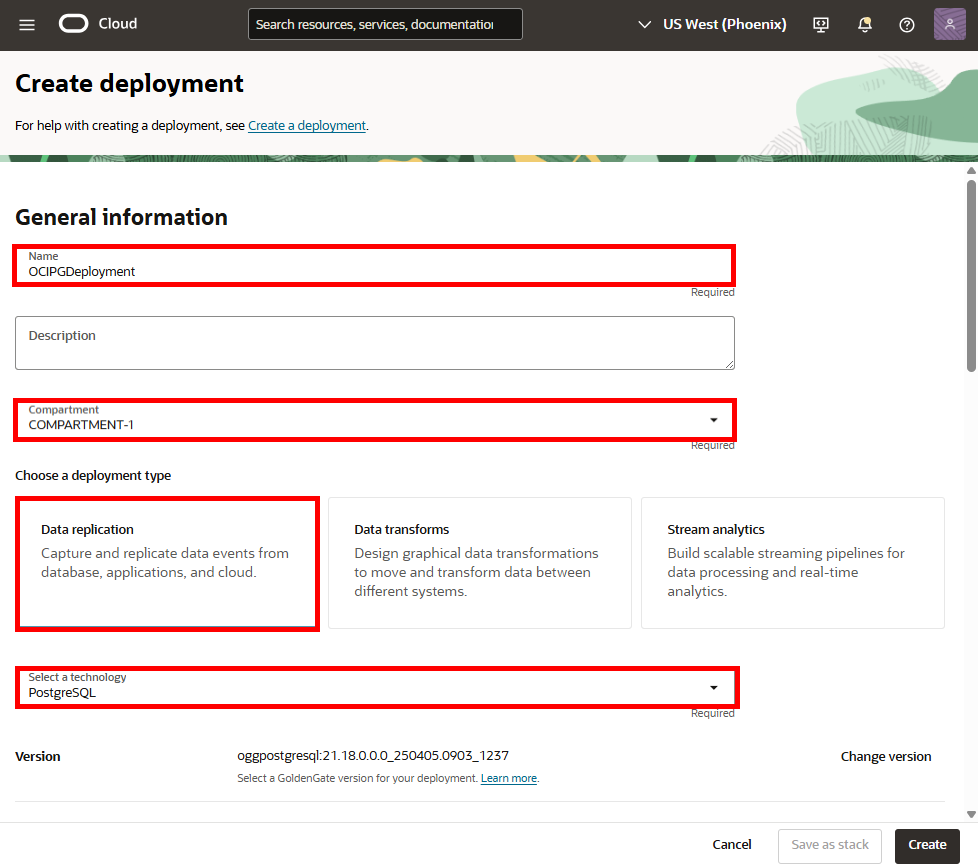 Cloud
Search resources, services, documentation
US West (Phoenix)
Create deployment
For help with creating a deployment, see Create a deployment.
General information
Name
OCIPGDeployment
Required
Description
Compartment
COMPARTMENT-1
Required
Choose a deployment type
Data replication
Capture and replicate data events from
database, applications, and cloud.
Data transforms
Design graphical data transformations
to move and transform data between
different systems.
Stream analytics
Build scalable streaming pipelines for
data processing and real-time
analytics.
Select a technology
PostgreSQL
Required
Version
oggpostgresql:21.18.0.0.0_250405.0903_1237
Change version
Select a GoldenGate version for your deployment. Learn more.
Cancel
Save as stack
Create